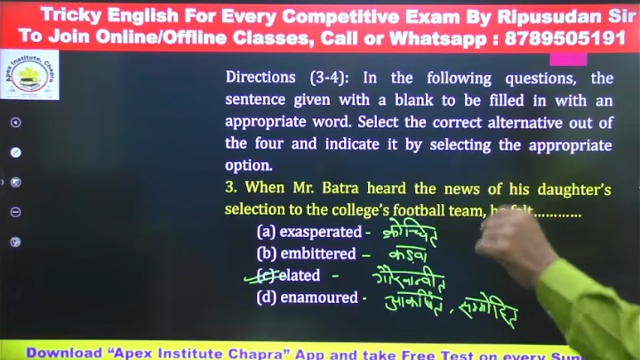 Tricky English For Every Competitive Exam By Ripusudan Sir
To Join Online/Offline Classes, Call or Whatsapp : 8789505191
Apex Institute, Chapra
Directions (3-4): In the following questions, the
sentence given with a blank to be filled in with an
appropriate word. Select the correct alternative out of
the four and indicate it by selecting the appropriate
option.
3. When Mr. Batra heard the news of his daughter's
selection to the college's football team, he felt............
(a) exasperated - क्रोधित
(b) embittered - कड़वा
(c) elated - गौरवान्वीत
(d) enamoured - आकर्षित, सम्मोहित
Download "Apex Institute Chapra" App and take Free Test on every Sun